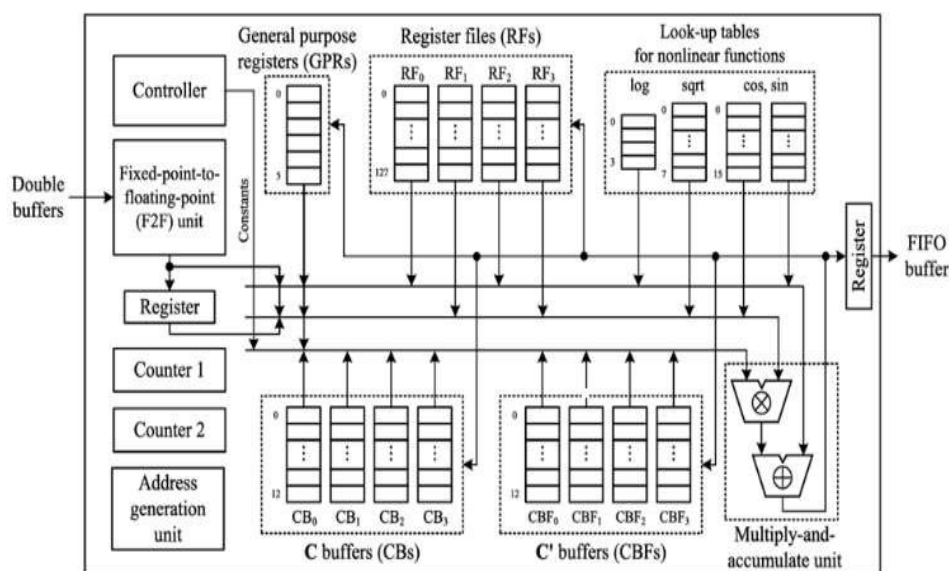 General purpose
registers (GPRs)
Register files (RFs)
Look-up tables
for nonlinear functions
Controller
RF0 RF1 RF2 RF3
log sqrt cos, sin
0
5
0
127
0
3
0
7
0
15
Double
buffers
Fixed-point-to-
floating-point
(F2F) unit
Constants
Register
FIFO
buffer
Register
Counter 1
Counter 2
Address
generation
unit
0
12
CB0 CB1 CB2 CB3
C buffers (CBs)
0
12
CBF0 CBF1 CBF2 CBF3
C' buffers (CBFs)
Multiply-and-
accumulate unit